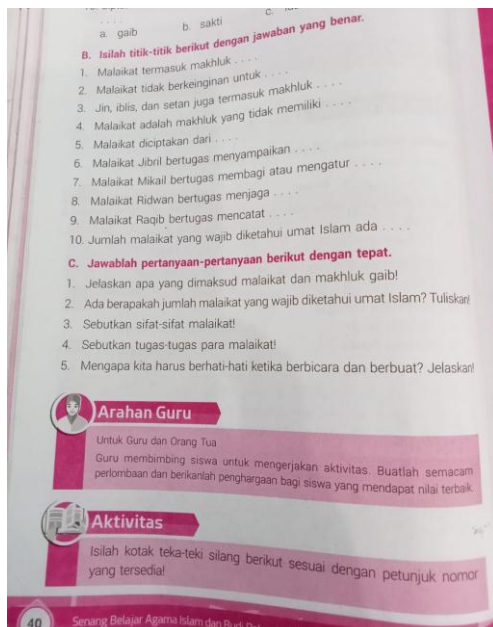 a. gaib
b. sakti
c.
B. Isilah titik-titik berikut dengan jawaban yang benar.
1. Malaikat termasuk makhluk . . . .
2. Malaikat tidak berkeinginan untuk . . . .
3. Jin, iblis, dan setan juga termasuk makhluk . . . .
4. Malaikat adalah makhluk yang tidak memiliki . . . .
5. Malaikat diciptakan dari . . . .
6. Malaikat Jibril bertugas menyampaikan . . . .
7. Malaikat Mikail bertugas membagi atau mengatur . . . .
8. Malaikat Ridwan bertugas menjaga . . . .
9. Malaikat Raqib bertugas mencatat . . . .
10. Jumlah malaikat yang wajib diketahui umat Islam ada . . . .
C. Jawablah pertanyaan-pertanyaan berikut dengan tepat.
1. Jelaskan apa yang dimaksud malaikat dan makhluk gaib!
2. Ada berapakah jumlah malaikat yang wajib diketahui umat Islam? Tuliskan!
3. Sebutkan sifat-sifat malaikat!
4. Sebutkan tugas-tugas para malaikat!
5. Mengapa kita harus berhati-hati ketika berbicara dan berbuat? Jelaskan!
Arahan Guru
Untuk Guru dan Orang Tua
Guru membimbing siswa untuk mengerjakan aktivitas. Buatlah semacam
perlombaan dan berikanlah penghargaan bagi siswa yang mendapat nilai terbaik.
Aktivitas
Isilah kotak teka-teki silang berikut sesuai dengan petunjuk nomor
yang tersedia!
40 Senang Belajar Agama Islam dan Budi